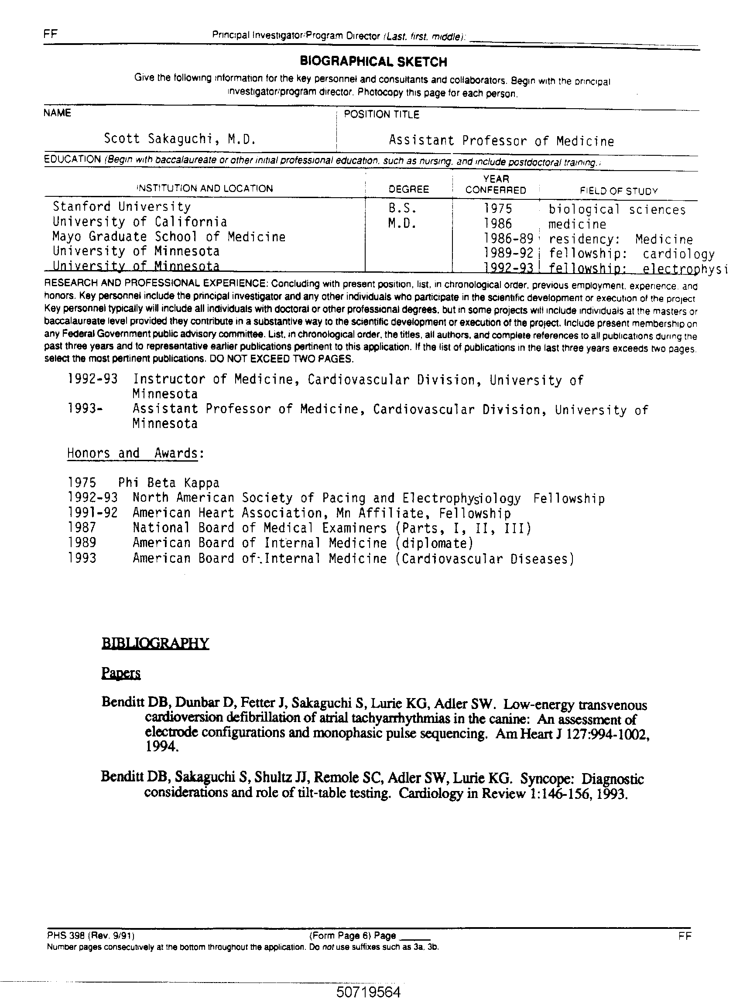 FF Principal Investigator/Program Director (Last, first, middle):
BIOGRAPHICAL SKETCH
Give the following information for the key personnel and consultants and collaborators. Begin with the principal
investigator/program director. Photocopy this page for each person.
NAME POSITION TITLE
Scott Sakaguchi, M.D. Assistant Professor of Medicine
EDUCATION (Begin with baccalaureate or other initial professional education, such as nursing, and include postdoctoral training.)
INSTITUTION AND LOCATION DEGREE YEAR CONFERRED FIELD OF STUDY
Stanford University B.S. 1975 biological sciences
University of California M.D. 1986 medicine
Mayo Graduate School of Medicine 1986-89 residency: Medicine
University of Minnesota 1989-92 fellowship: cardiology
University of Minnesota 1992-93 fellowship: electrophysi
RESEARCH AND PROFESSIONAL EXPERIENCE: Concluding with present position, list, in chronological order, previous employment, experience, and
honors. Key personnel include the principal investigator and any other individuals who participate in the scientific development or execution of the project
Key personnel typically will include all individuals with doctoral or other professional degrees, but in some projects will include individuals at the masters or
baccalaureate level provided they contribute in a substantive way to the scientific development or execution of the project. Include present membership on
any Federal Government public advisory committee. List, in chronological order, the titles, all authors, and complete references to all publications during the
past three years and to representative earlier publications pertinent to this application. If the list of publications in the last three years exceeds two pages,
select the most pertinent publications. DO NOT EXCEED TWO PAGES.
1992-93 Instructor of Medicine, Cardiovascular Division, University of
Minnesota
1993- Assistant Professor of Medicine, Cardiovascular Division, University of
Minnesota
Honors and Awards:
1975 Phi Beta Kappa
1992-93 North American Society of Pacing and Electrophysiology Fellowship
1991-92 American Heart Association, Mn Affiliate, Fellowship
1987 National Board of Medical Examiners (Parts, I, II, III)
1989 American Board of Internal Medicine (diplomate)
1993 American Board of Internal Medicine (Cardiovascular Diseases)
BIBLIOGRAPHY
Papers
Benditt DB, Dunbar D, Fetter J, Sakaguchi S, Lurie KG, Adler SW. Low-energy transvenous
cardioversion defibrillation of atrial tachyarrhythmias in the canine: An assessment of
electrode configurations and monophasic pulse sequencing. Am Heart J 127:994-1002,
1994.
Benditt DB, Sakaguchi S, Shultz JJ, Remole SC, Adler SW, Lurie KG. Syncope: Diagnostic
considerations and role of tilt-table testing. Cardiology in Review 1:146-156, 1993.
PHS 398 (Rev. 9/91) (Form Page 6) Page FF
Number pages consecutively at the bottom throughout the application. Do not use suffixes such as 3a, 3b.
50719564